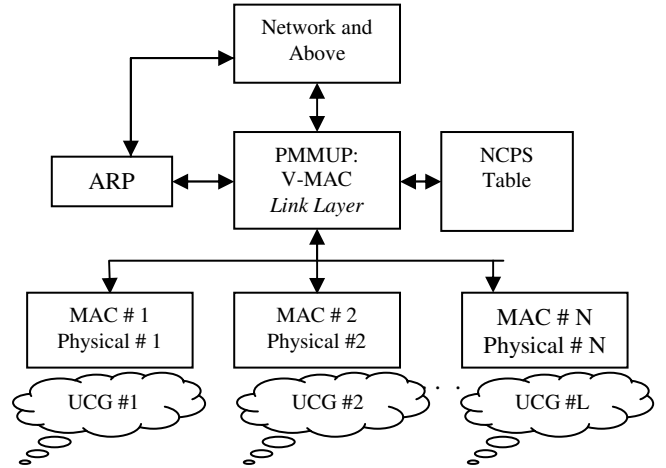 Network and
Above
PMMUP:
V-MAC
Link Layer
NCPS
Table
ARP
MAC # 1
Physical # 1
MAC # 2
Physical #2
MAC # N
Physical # N
UCG #1
UCG #2
. . .
UCG #L